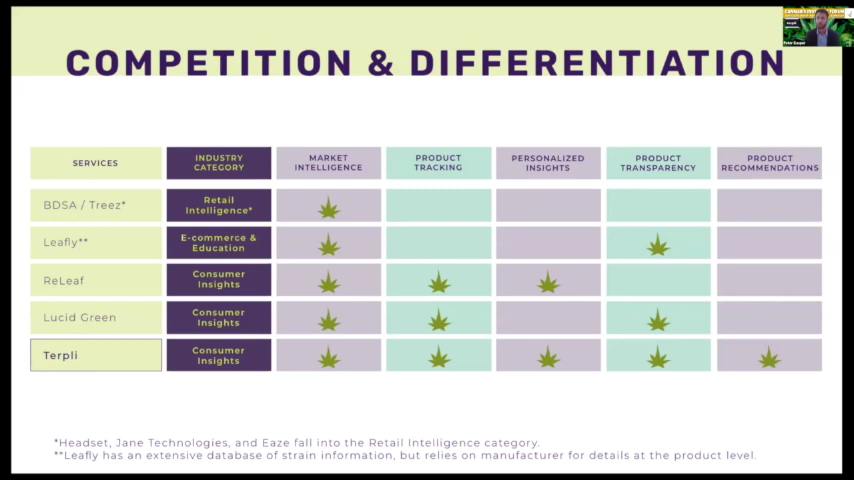 COMPETITION & DIFFERENTIATION
SERVICES
INDUSTRY
CATEGORY
MARKET
INTELLIGENCE
PRODUCT
TRACKING
PERSONALIZED
INSIGHTS
PRODUCT
TRANSPARENCY
PRODUCT
RECOMMENDATIONS
BDSA / Treez*
Retail
Intelligence*
Leafly**
E-commerce &
Education
ReLeaf
Consumer
Insights
Lucid Green
Consumer
Insights
Terpli
Consumer
Insights
*Headset, Jane Technologies, and Eaze fall into the Retail Intelligence category.
**Leafly has an extensive database of strain information, but relies on manufacturer for details at the product level.